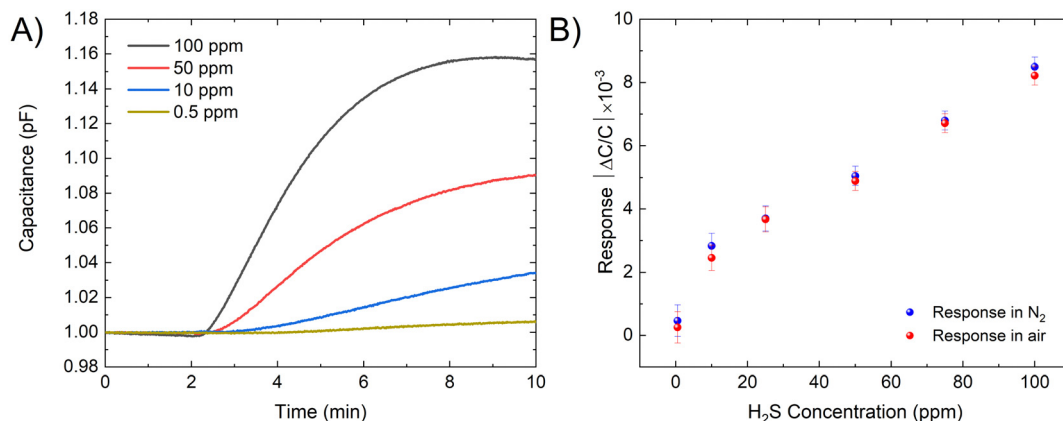 A)
1.18
1.16
1.14
1.12
1.10
1.08
1.06
1.04
1.02
1.00
0.98
Capacitance (pF)
100 ppm
50 ppm
10 ppm
0.5 ppm
0 2 4 6 8 10
Time (min)
B)
10
8
6
4
2
0
Response │ΔC/C│×10⁻³
Response in N₂
Response in air
0 20 40 60 80 100
H₂S Concentration (ppm)